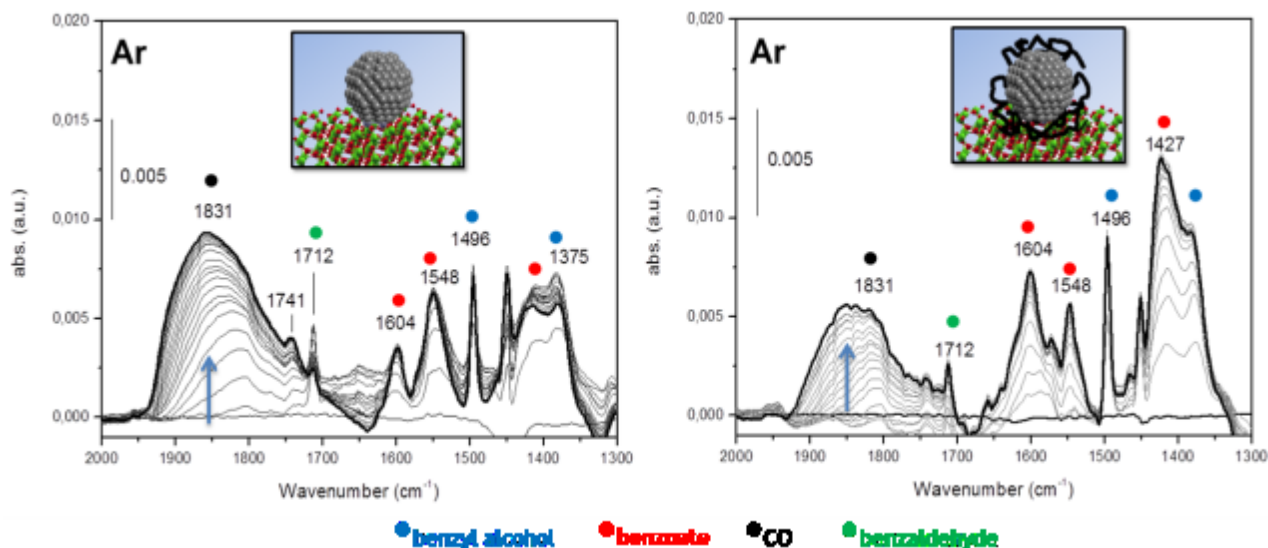 Ar
0,020
0,015
0,010
0,005
0,000
abs. (a.u.)
0.005
1831
1741
1712
1604
1548
1496
1375
2000 1900 1800 1700 1600 1500 1400 1300
Wavenumber (cm⁻¹)
Ar
0,020
0,015
0,010
0,005
0,000
abs. (a.u.)
0.005
1831
1712
1604
1548
1496
1427
2000 1900 1800 1700 1600 1500 1400 1300
Wavenumber (cm⁻¹)
benzyl alcohol benzoate CO benzaldehyde